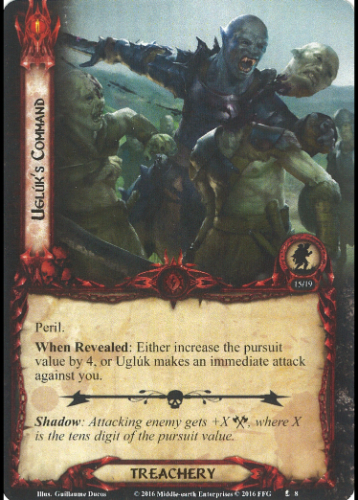 UGLÚK'S COMMAND
15/19
Peril.
When Revealed: Either increase the pursuit
value by 4, or Uglúk makes an immediate attack
against you.
Shadow: Attacking enemy gets +X , where X
is the tens digit of the pursuit value.
TREACHERY
Illus. Guillaume Ducos © 2016 Middle-earth Enterprises © 2016 FFG 8